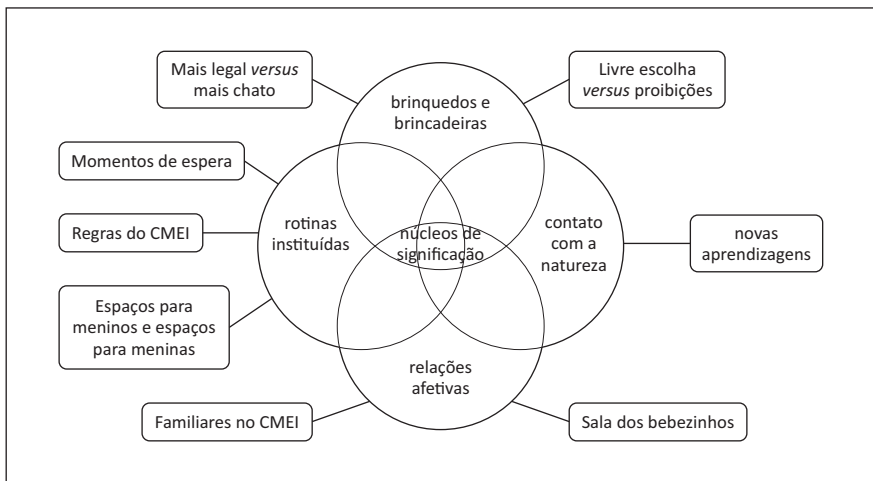 Mais legal versus
mais chato
Livre escolha
versus proibições
brinquedos e
brincadeiras
Momentos de espera
Regras do CMEI
Espaços para
meninos e espaços
para meninas
rotinas
instituídas
núcleos de
significação
contato
com a
natureza
novas
aprendizagens
relações
afetivas
Familiares no CMEI
Sala dos bebezinhos